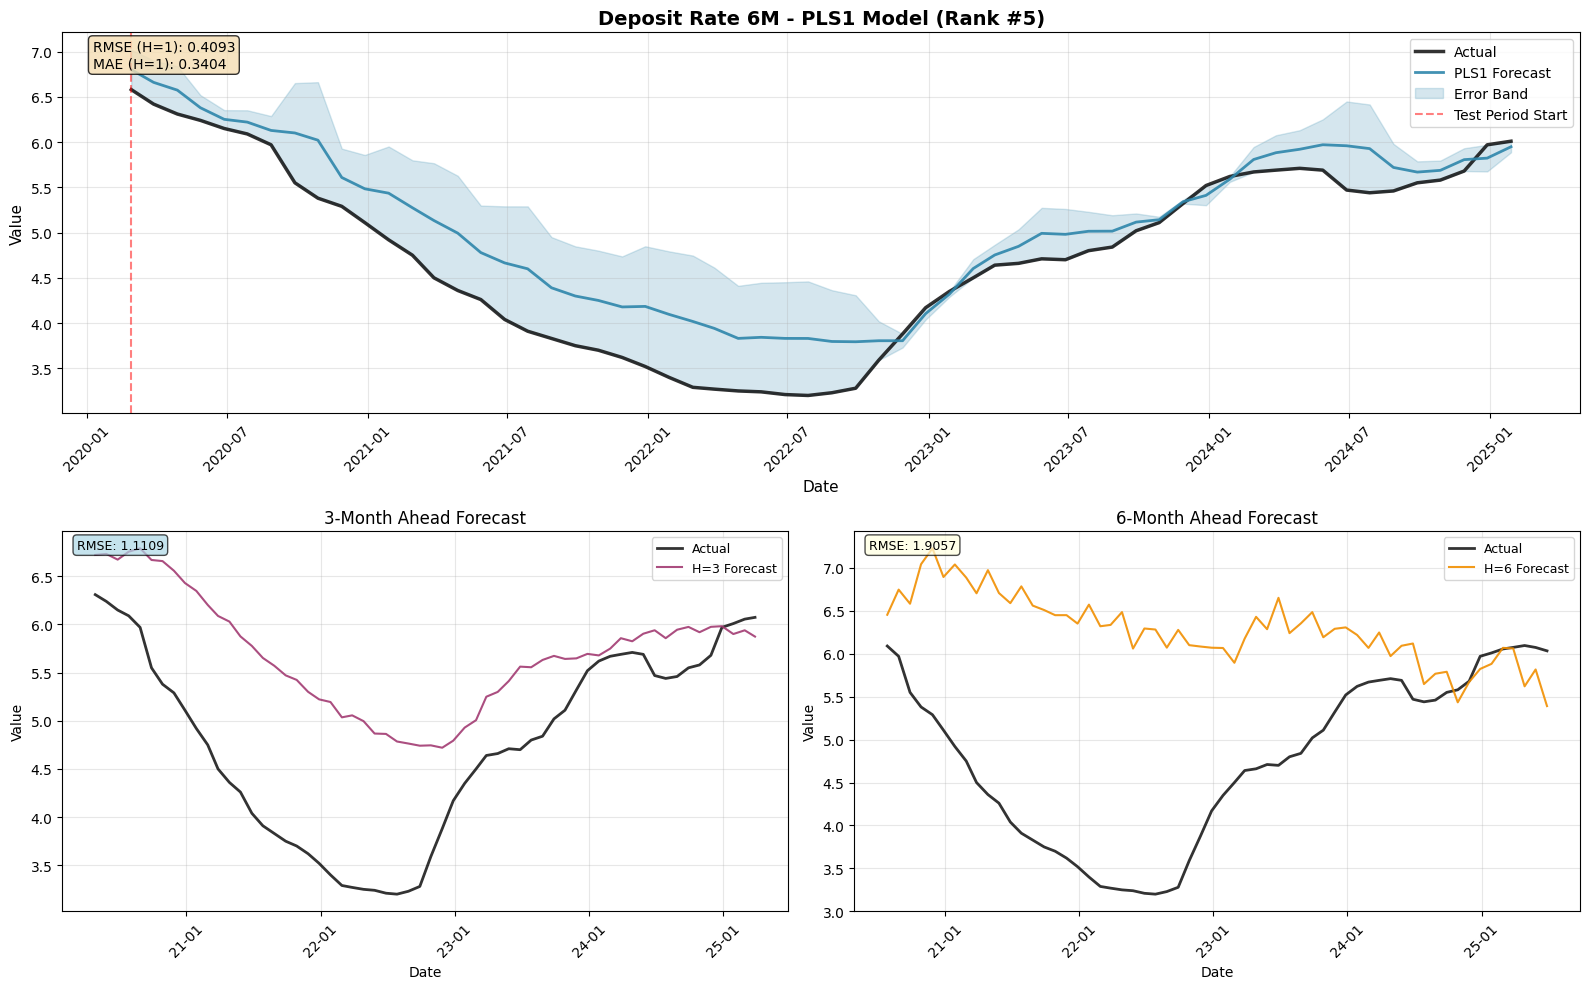 Deposit Rate 6M - PLS1 Model (Rank #5)
RMSE (H=1): 0.4093
MAE (H=1): 0.3404
Actual
PLS1 Forecast
Error Band
Test Period Start
Value
7.0
6.5
6.0
5.5
5.0
4.5
4.0
3.5
2020-01
2020-07
2021-01
2021-07
2022-01
2022-07
2023-01
2023-07
2024-01
2024-07
2025-01
Date
3-Month Ahead Forecast
RMSE: 1.1109
Actual
H=3 Forecast
Value
6.5
6.0
5.5
5.0
4.5
4.0
3.5
21-01
22-01
23-01
24-01
25-01
Date
6-Month Ahead Forecast
RMSE: 1.9057
Actual
H=6 Forecast
Value
7.0
6.5
6.0
5.5
5.0
4.5
4.0
3.5
3.0
21-01
22-01
23-01
24-01
25-01
Date